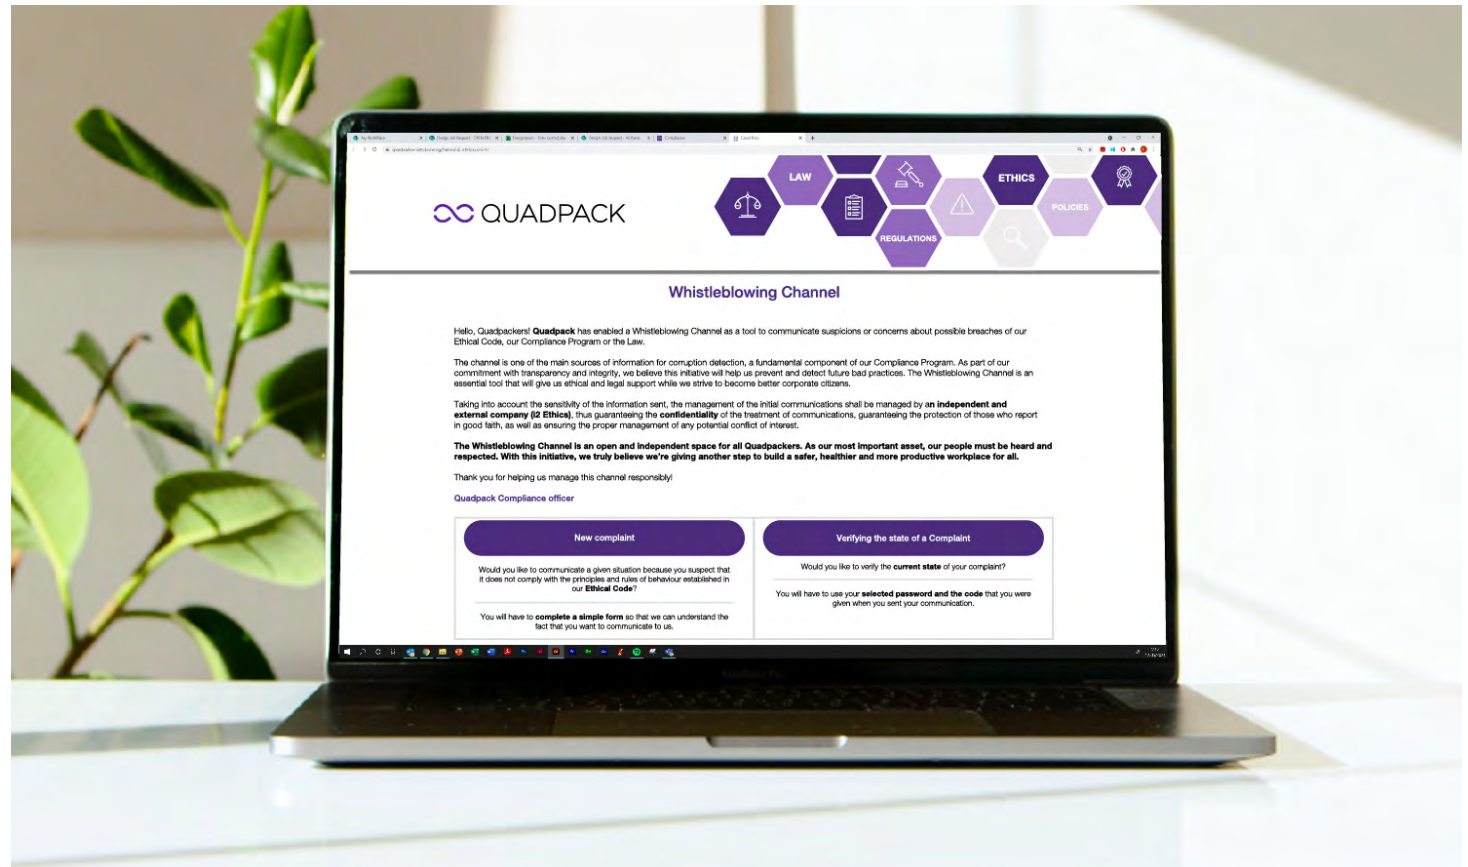 LAW
ETHICS
POLICIES
QUADPACK
REGULATIONS
Whistleblowing Channel
Hello, Quadpackers! Quadpack has enabled a Whistleblowing Channel as a tool to communicate suspicions or concerns about possible breaches of our
Ethical Code, our Compliance Program or the Law.
The channel is one of the main sources of information for corruption detection, a fundamental component of our Compliance Program. As part of our
commitment with transparency and integrity, we believe this initiative will help us prevent and detect future bad practices. The Whistleblowing Channel is an
essential tool that will give us ethical and legal support while we strive to become better corporate citizens.
Taking into account the sensitivity of the information sent, the management of the initial communications shall be managed by an independent and
external company (i2 Ethics), thus guaranteeing the confidentiality of the treatment of communications, guaranteeing the protection of those who report
in good faith, as well as ensuring the proper management of any potential conflict of interest.
The Whistleblowing Channel is an open and independent space for all Quadpackers. As our most important asset, our people must be heard and
respected. With this initiative, we truly believe we're giving another step to build a safer, healthier and more productive workplace for all.
Thank you for helping us manage this channel responsibly!
Quadpack Compliance officer
New complaint
Would you like to communicate a given situation because you suspect that
it does not comply with the principles and rules of behaviour established in
our Ethical Code?
You will have to complete a simple form so that we can understand the
fact that you want to communicate to us.
Verifying the state of a Complaint
Would you like to verify the current state of your complaint?
You will have to use your selected password and the code that you were
given when you sent your communication.